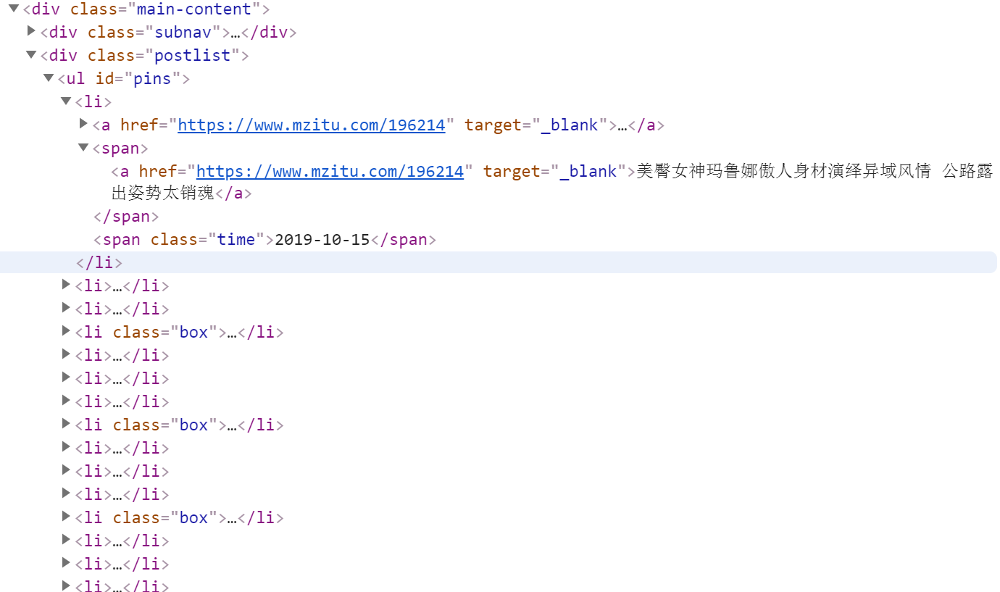 <div class="main-content">
<div class="subnav">…</div>
<div class="postlist">
<ul id="pins">
<li>
<a href="https://www.mzitu.com/196214" target="_blank">…</a>
<span>
<a href="https://www.mzitu.com/196214" target="_blank">美臀女神玛鲁娜傲人身材演绎异域风情 公路露
出姿势太销魂</a>
</span>
<span class="time">2019-10-15</span>
</li>
<li>…</li>
<li>…</li>
<li class="box">…</li>
<li>…</li>
<li>…</li>
<li>…</li>
<li class="box">…</li>
<li>…</li>
<li>…</li>
<li>…</li>
<li class="box">…</li>
<li>…</li>
<li>…</li>
<li>…</li>